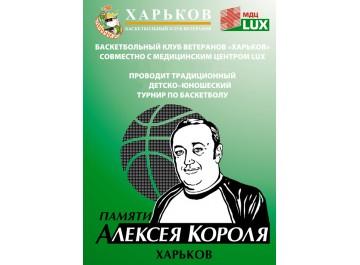 ХАРЬКОВ
БАСКЕТБОЛЬНЫЙ КЛУБ ВЕТЕРАНОВ
МДЦ
LUX
БАСКЕТБОЛЬНЫЙ КЛУБ ВЕТЕРАНОВ «ХАРЬКОВ»
СОВМЕСТНО С МЕДИЦИНСКИМ ЦЕНТРОМ LUX
ПРОВОДИТ ТРАДИЦИОННЫЙ
ДЕТСКО-ЮНОШЕСКИЙ
ТУРНИР ПО БАСКЕТБОЛУ
ПАМЯТИ
АЛЕКСЕЯ КОРОЛЯ
ХАРЬКОВ